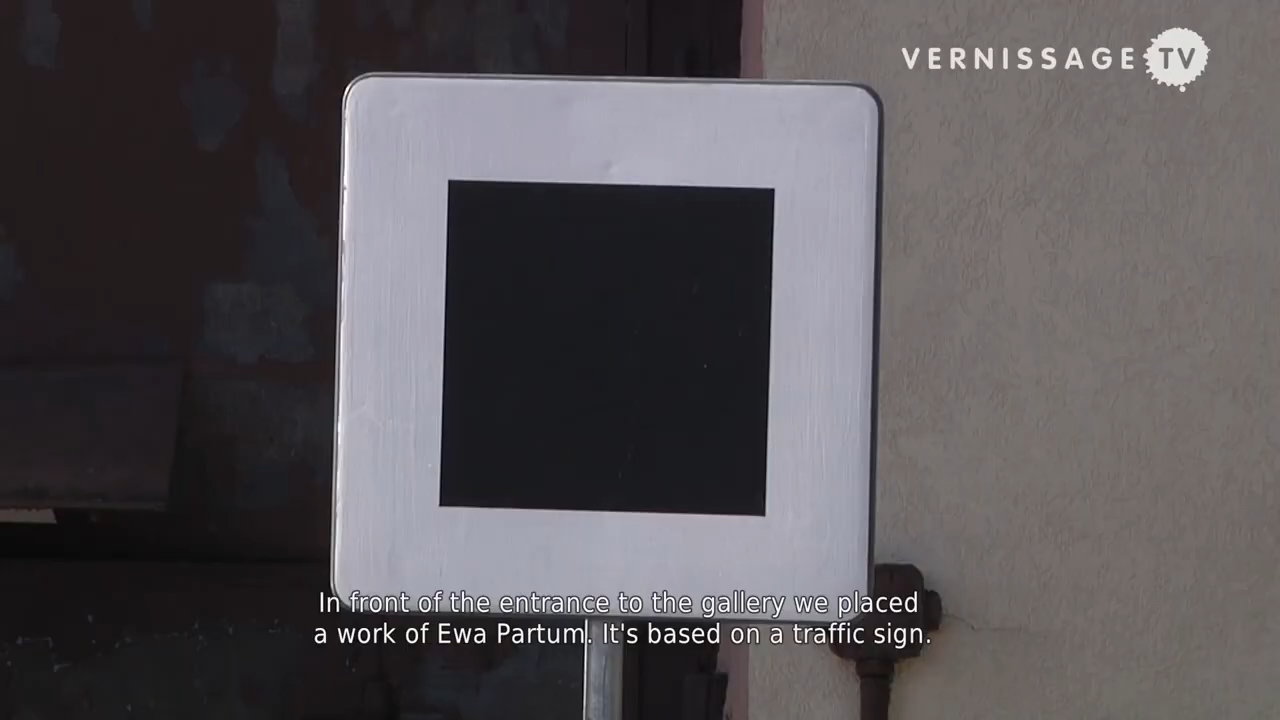 VERNISSAGE TV
In front of the entrance to the gallery we placed
a work of Ewa Partum. It's based on a traffic sign.